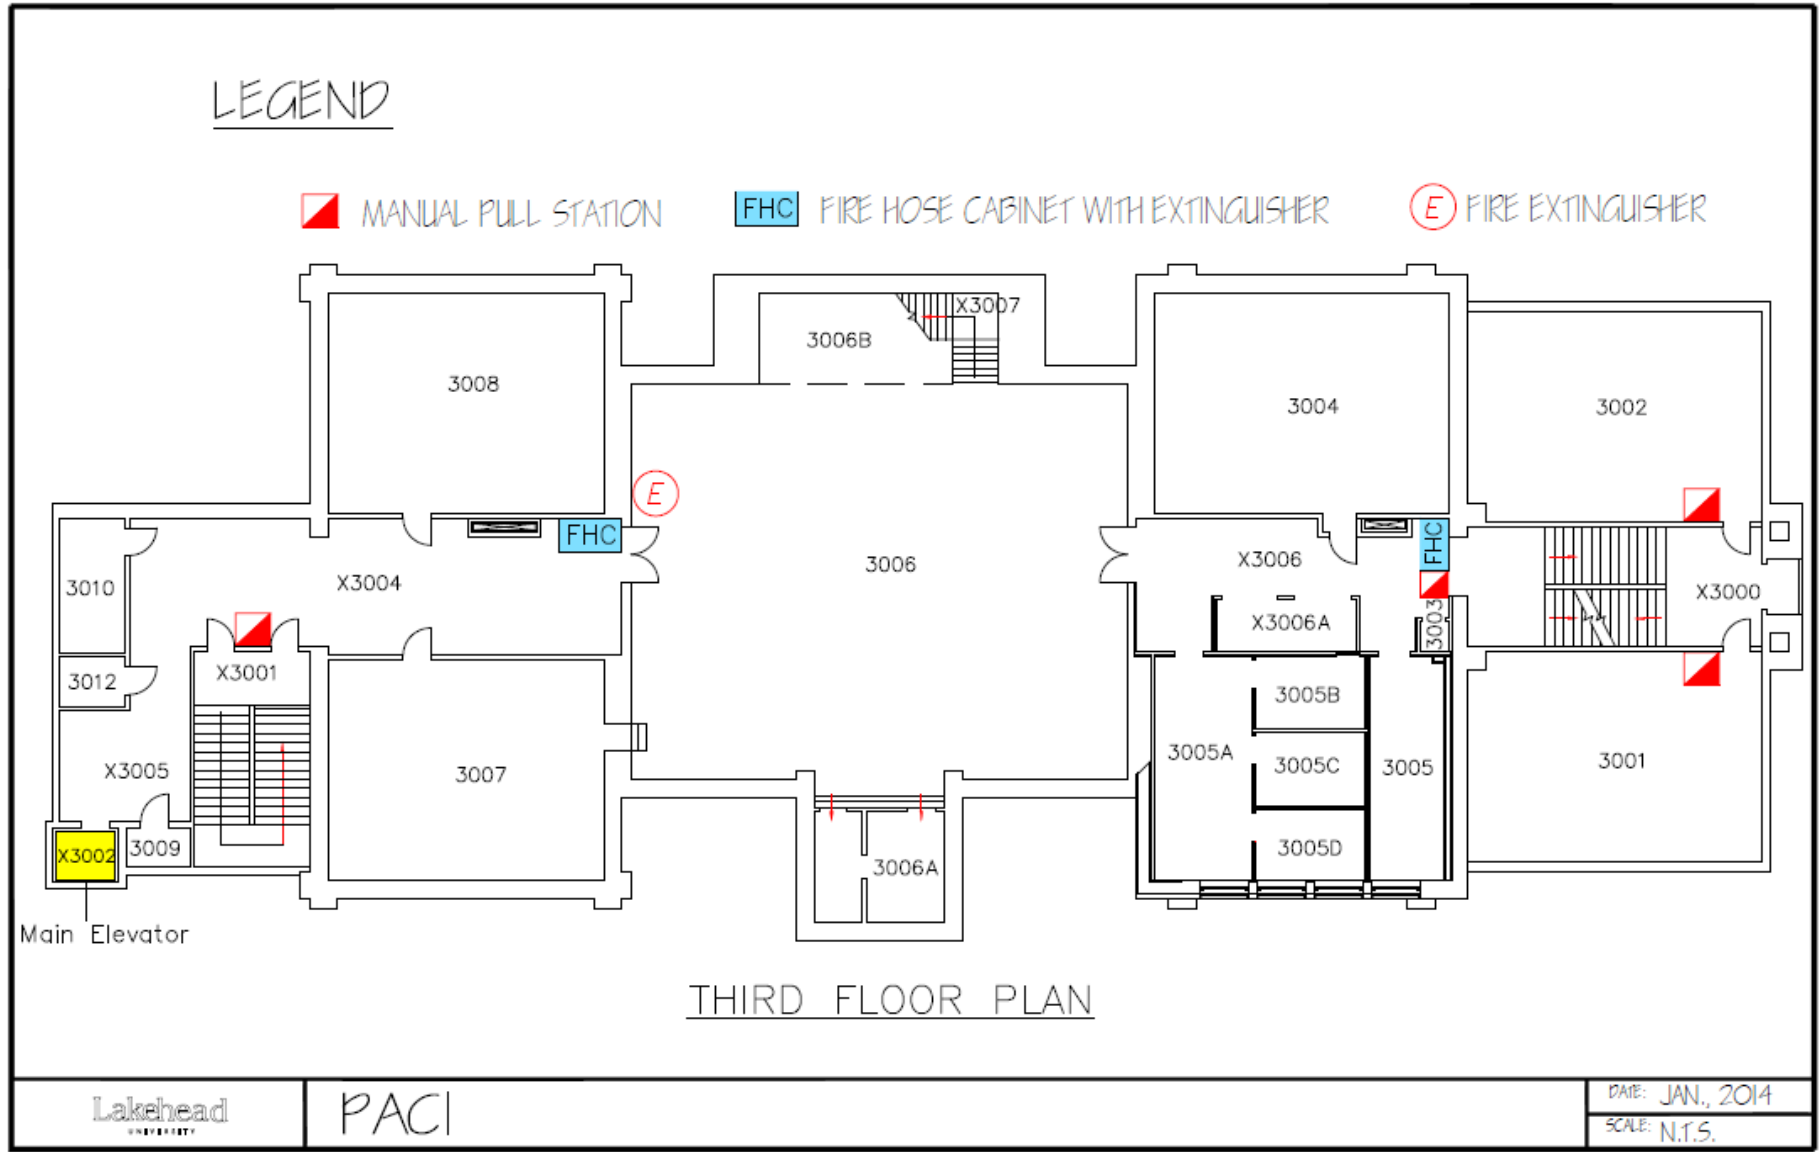 LEGEND
MANUAL PULL STATION
FHC FIRE HOSE CABINET WITH EXTINGUISHER
E FIRE EXTINGUISHER
X3007
3006B
3008
3004
3002
E
FHC
FHC
3006
X3006
X3004
3010
X3000
X3006A
3003
X3001
3012
3005B
3005A
3005C
3005
3001
X3005
3007
3009
X3002
3005D
3006A
Main Elevator
THIRD FLOOR PLAN
Lakehead
UNIVERSITY
PACI
DATE: JAN., 2014
SCALE: N.T.S.